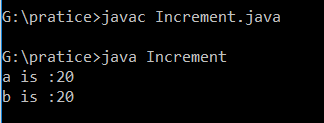 G:\pratice>javac Increment.java
G:\pratice>java Increment
a is :20
b is :20